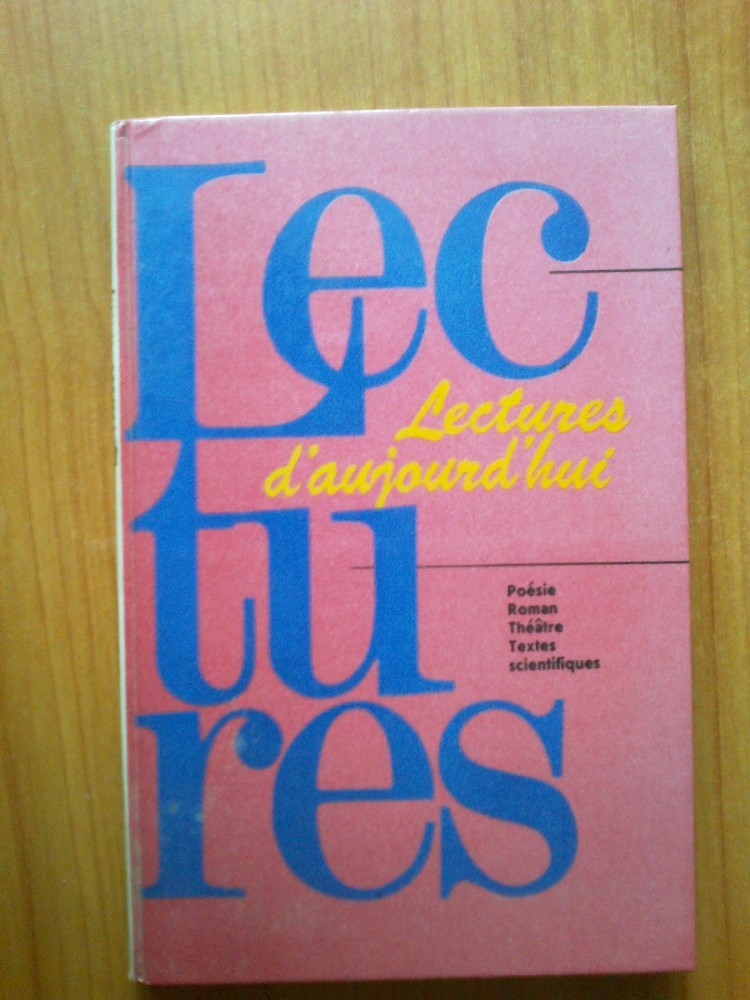 Lec
Lectures
d'aujourd'hui
tu
Poésie
Roman
Théâtre
Textes
scientifiques
res